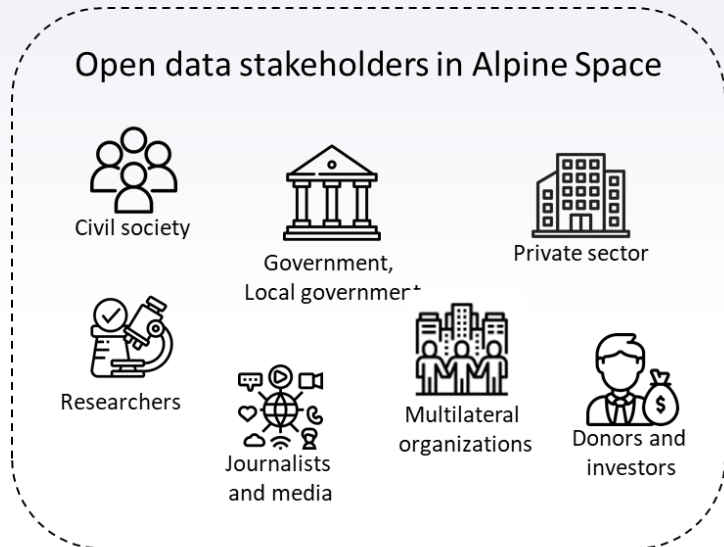 Open data stakeholders in Alpine Space
Civil society
Government,
Local government
Private sector
Researchers
Journalists
and media
Multilateral
organizations
Donors and
investors
$